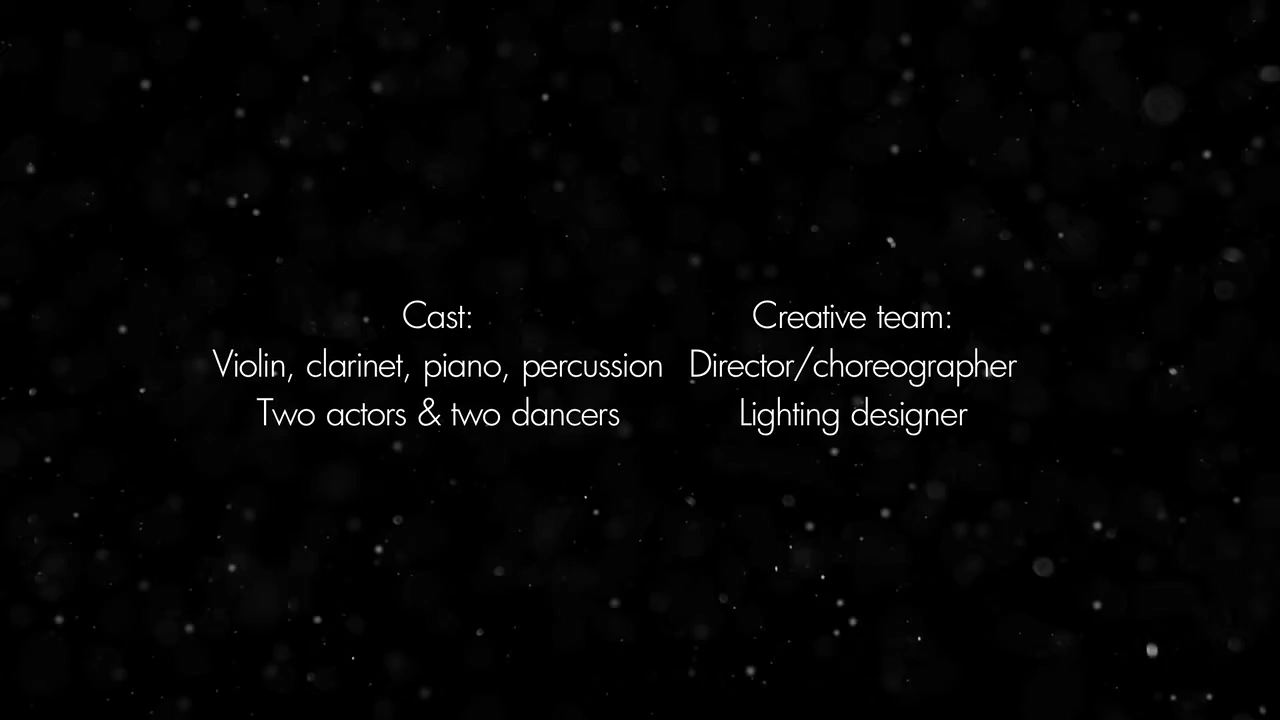 Cast:
Violin, clarinet, piano, percussion
Two actors & two dancers
Creative team:
Director/choreographer
Lighting designer